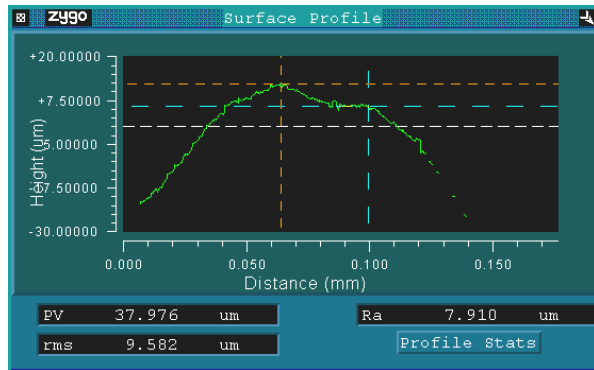 zygo Surface Profile
+20.00000
+7.50000
-5.00000
-17.50000
-30.00000
Height (um)
0.000 0.050 0.100 0.150
Distance (mm)
PV 37.976 um
Ra 7.910 um
rms 9.582 um
Profile Stats